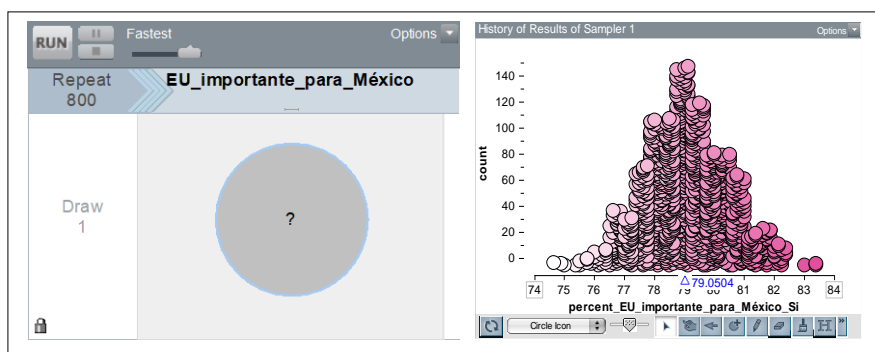 RUN
Fastest
Options
Repeat
800
EU_importante_para_México
Draw
1
?
History of Results of Sampler 1
Options
count
140
120
100
80
60
40
20
0
74 75 76 77 78 79 80 81 82 83 84
79.0504
percent_EU_importante_para_México_Si
Circle Icon